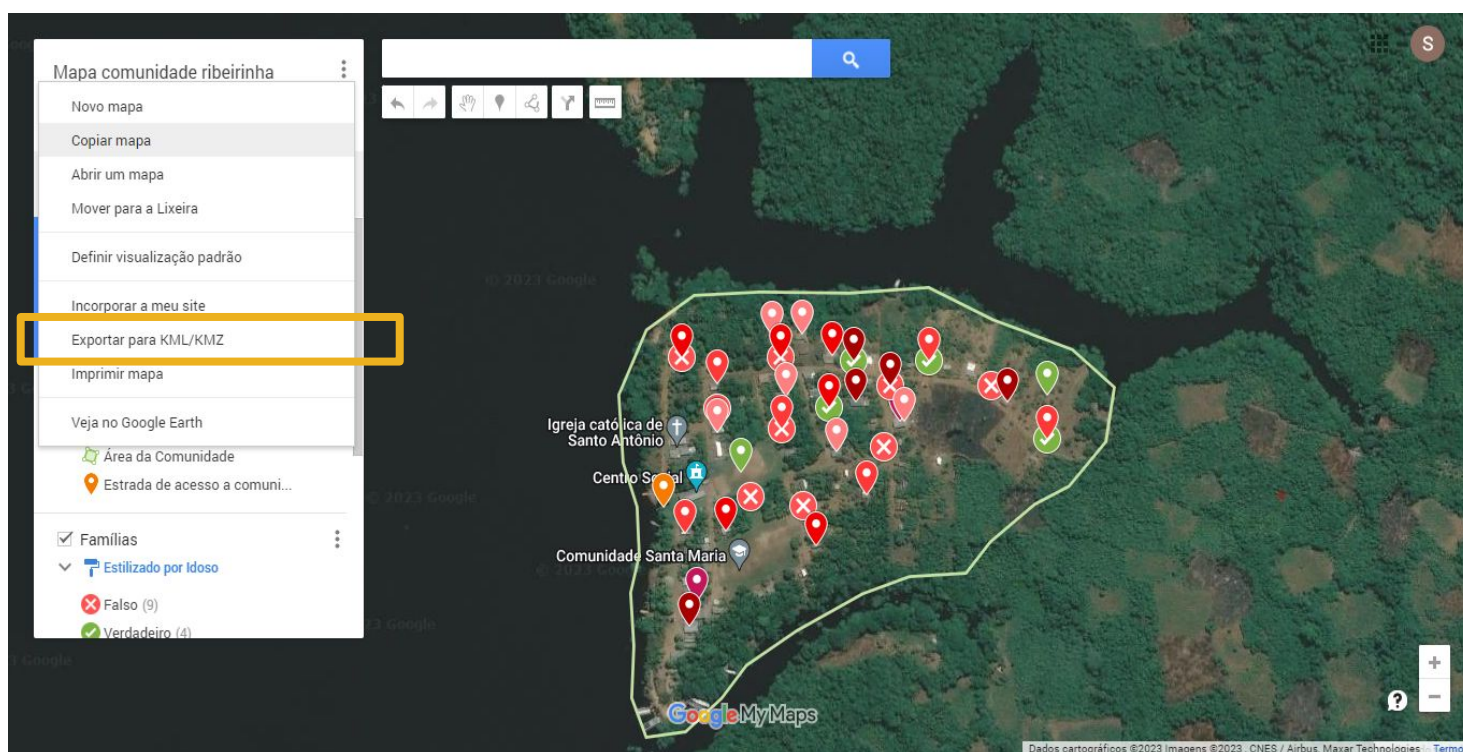 Mapa comunidade ribeirinha
S
Novo mapa
Copiar mapa
Abrir um mapa
Mover para a Lixeira
Definir visualização padrão
Incorporar a meu site
Exportar para KML/KMZ
Imprimir mapa
Veja no Google Earth
Área da Comunidade
Estrada de acesso a comuni...
Famílias
Estilizado por Idoso
Falso (9)
Verdadeiro (4)
© 2023 Google
Igreja católica de
Santo Antônio
Centro Social
© 2023 Google
Comunidade Santa Maria
23 Google
Google My Maps
Dados cartográficos ©2023 Imagens ©2023 , CNES / Airbus, Maxar Technologies
Termo